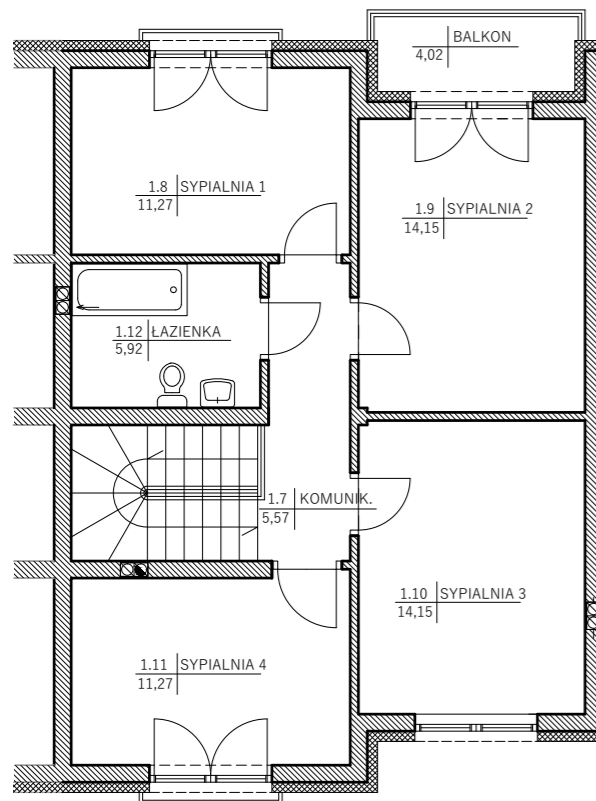 BALKON
4,02
1.8 SYPIALNIA 1
11,27
1.9 SYPIALNIA 2
14,15
1.12 ŁAZIENKA
5,92
1.7 KOMUNIK.
5,57
1.10 SYPIALNIA 3
14,15
1.11 SYPIALNIA 4
11,27